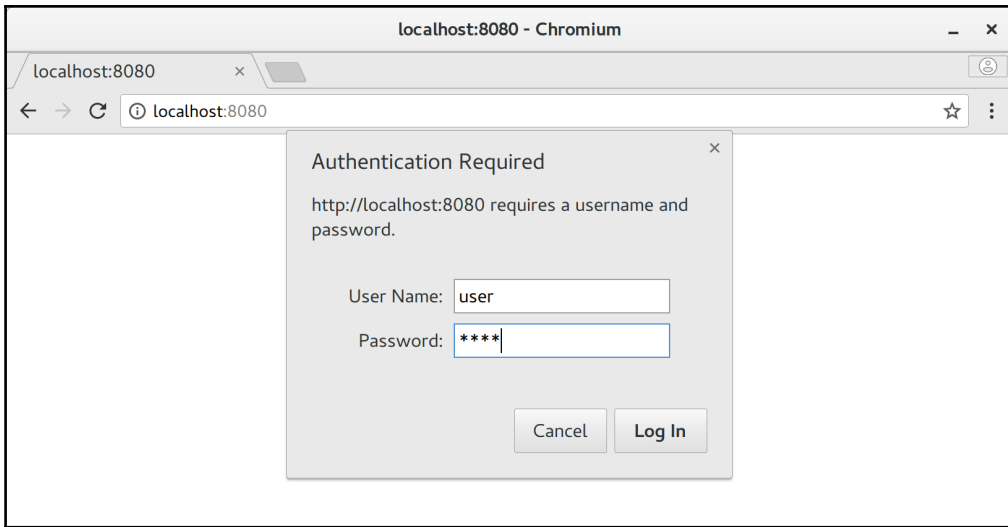 localhost:8080 - Chromium
localhost:8080
localhost:8080
Authentication Required
http://localhost:8080 requires a username and
password.
User Name: user
Password: ****
Cancel Log In